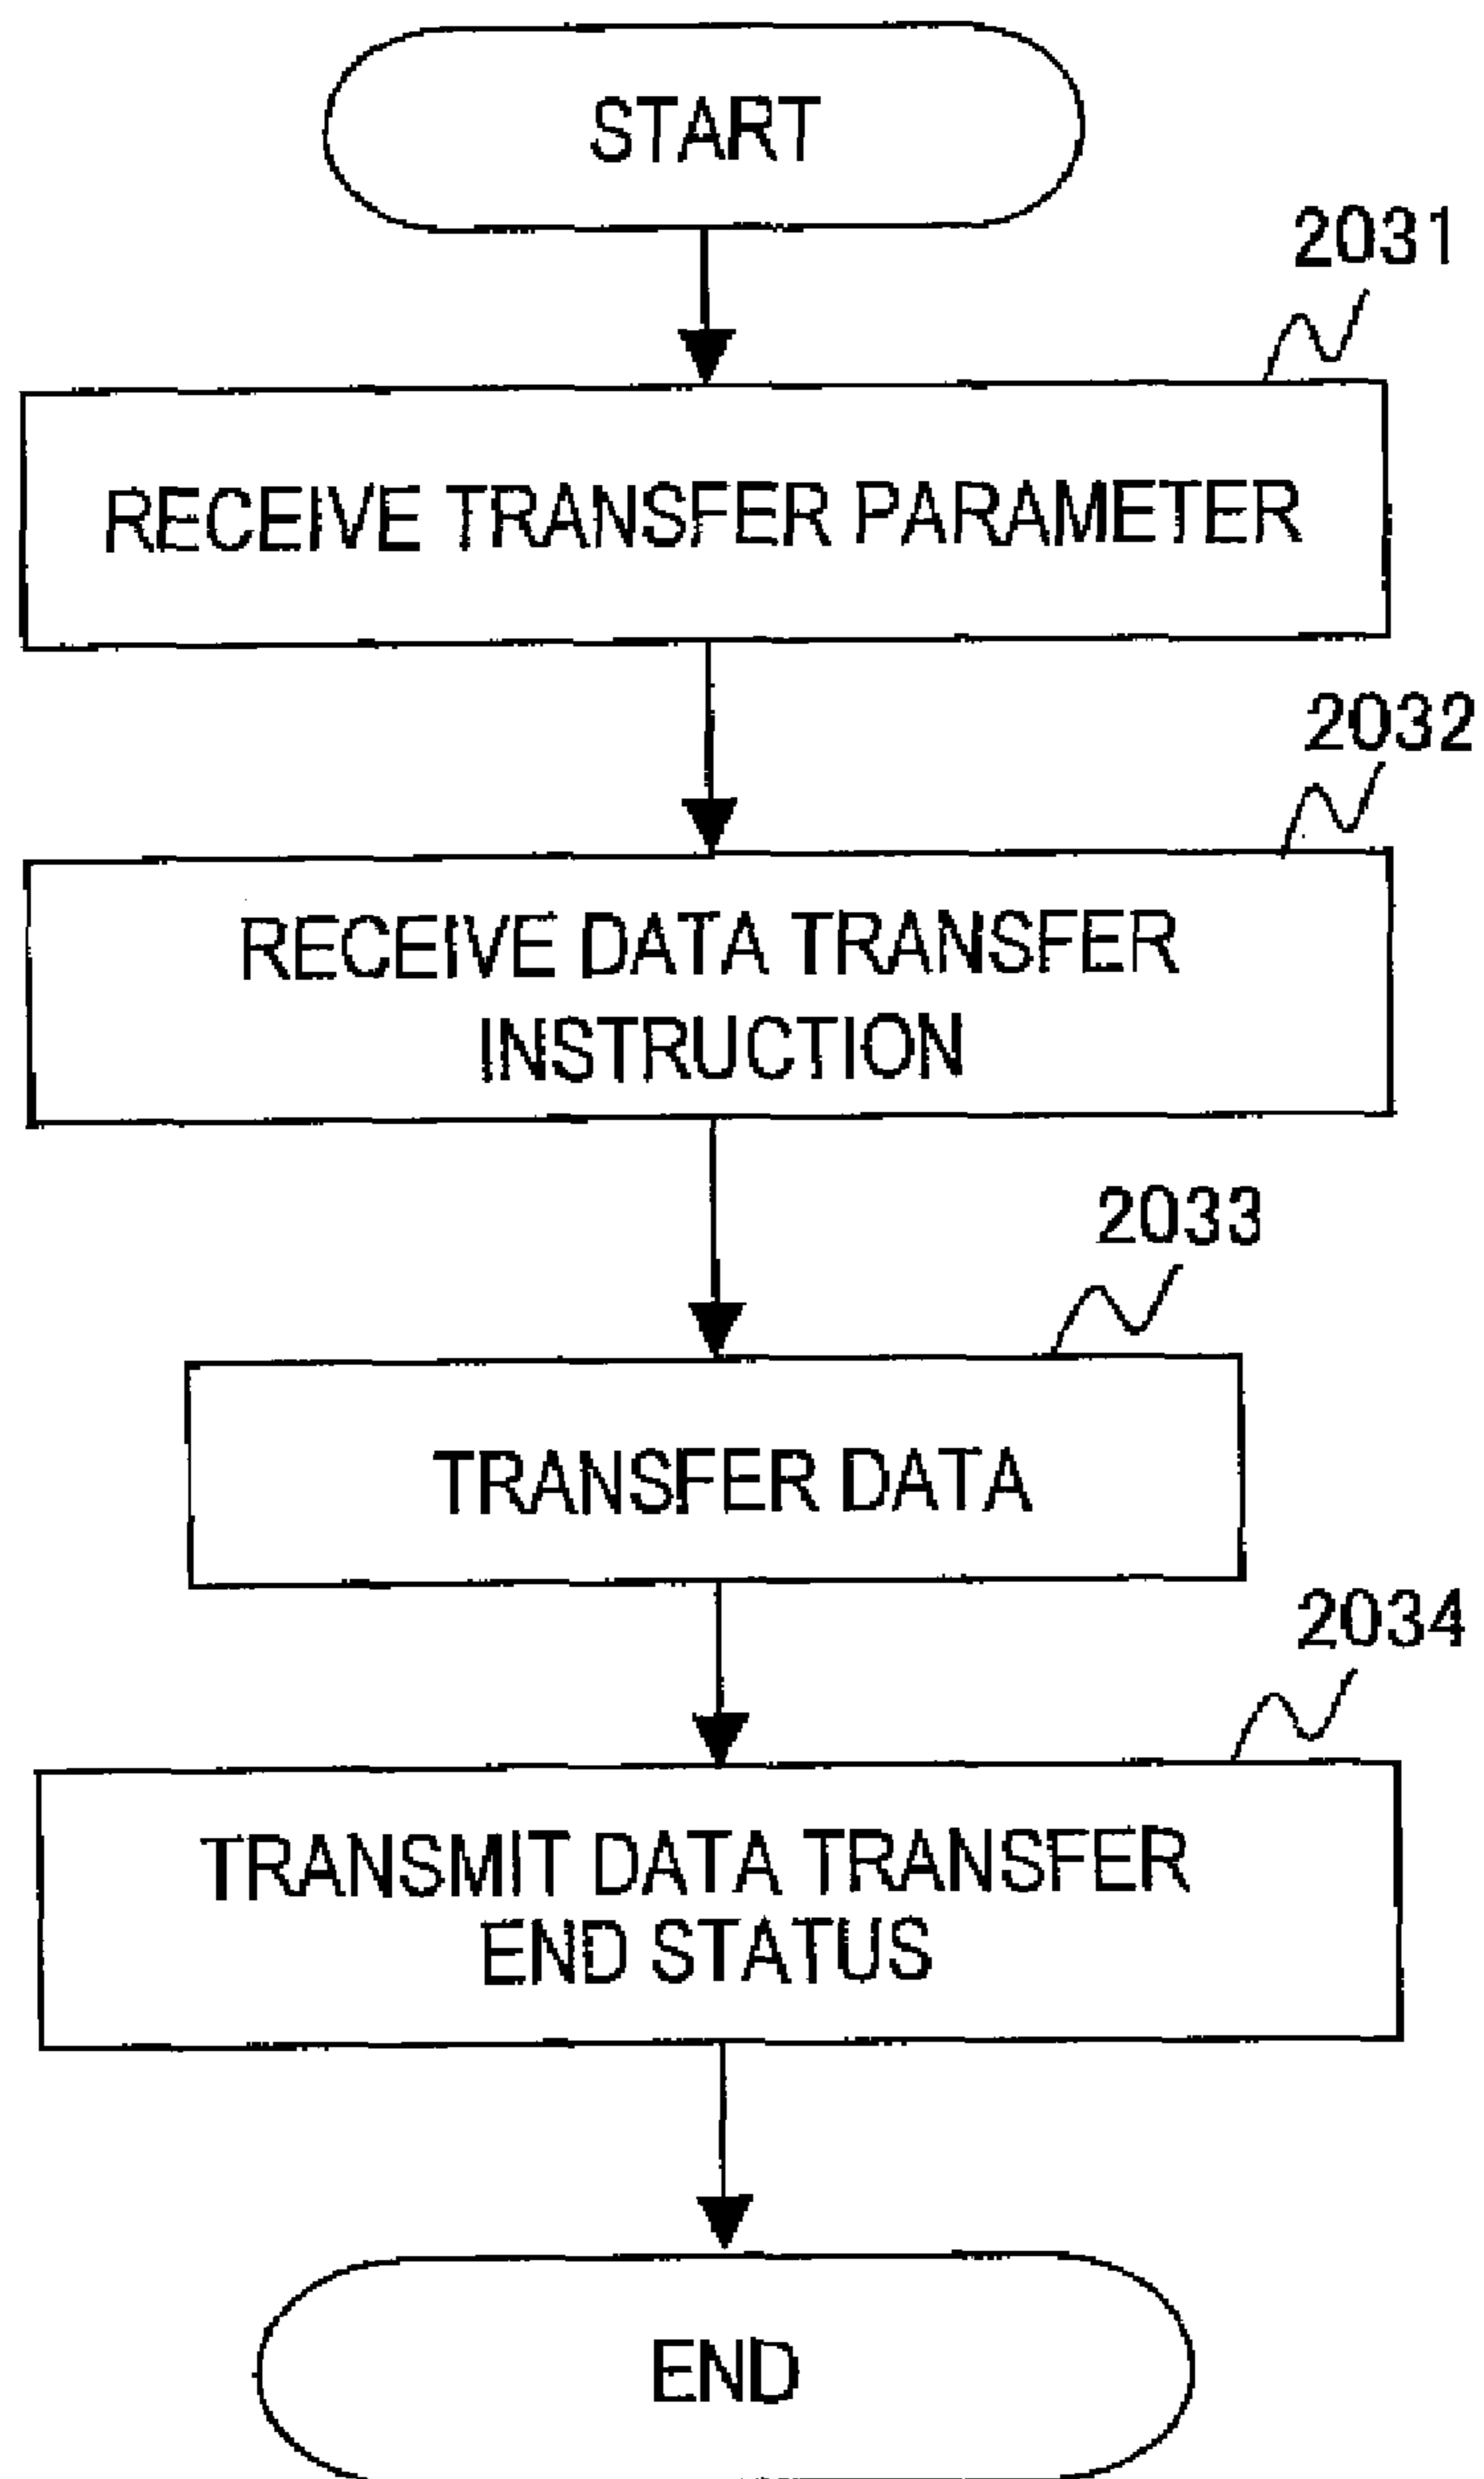 START
2031
RECEIVE TRANSFER PARAMETER
2032
RECEIVE DATA TRANSFER
INSTRUCTION
2033
TRANSFER DATA
2034
TRANSMIT DATA TRANSFER
END STATUS
END